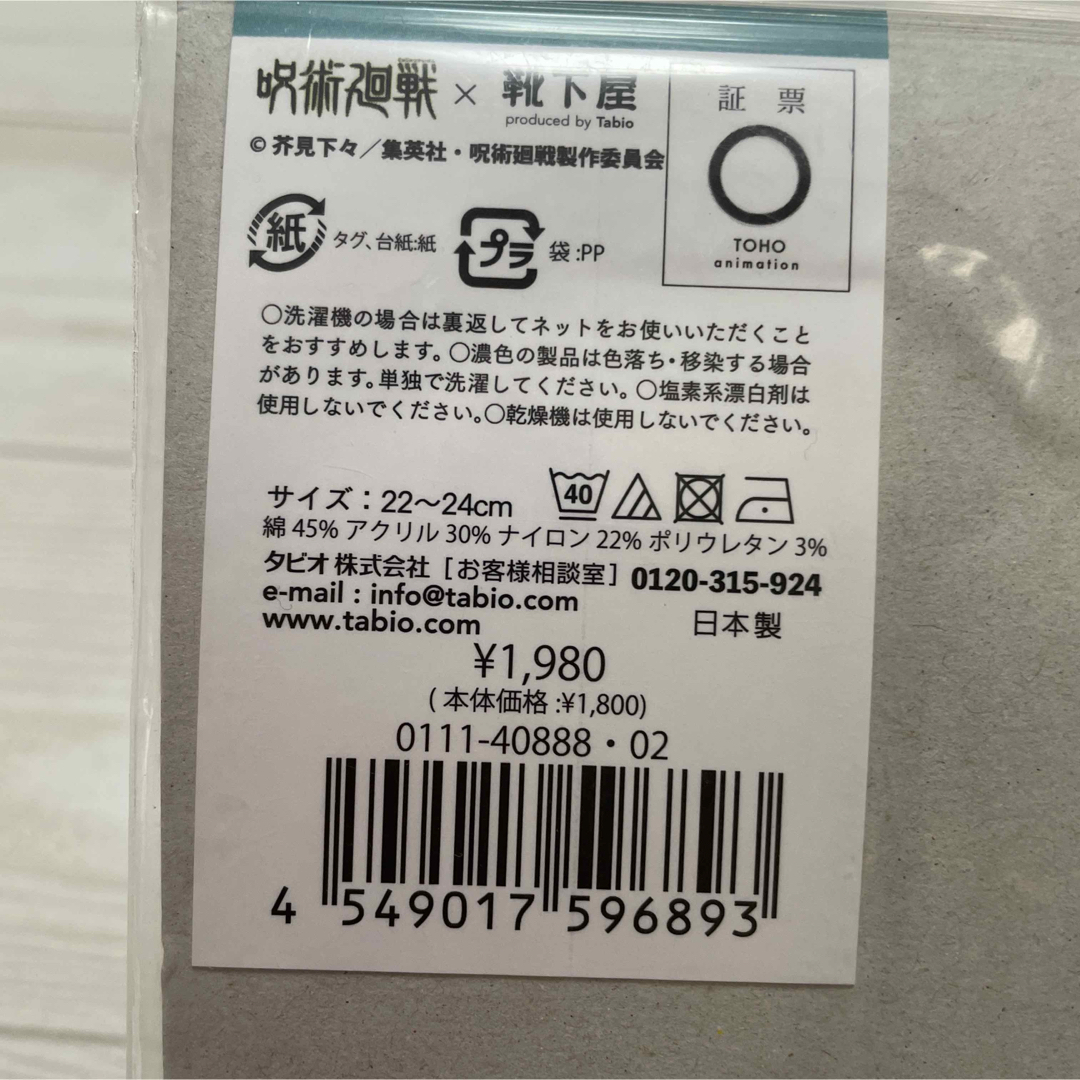 呪術廻戦 × 靴下屋
produced by Tabio
© 芥見下々／集英社・呪術廻戦製作委員会
証 票
TOHO
animation
紙 タグ、台紙:紙 プラ 袋:PP
〇洗濯機の場合は裏返してネットをお使いいただくこと
をおすすめします。〇濃色の製品は色落ち・移染する場合
があります。単独で洗濯してください。〇塩素系漂白剤は
使用しないでください。〇乾燥機は使用しないでください。
サイズ：22〜24cm 40
綿 45% アクリル 30% ナイロン 22% ポリウレタン 3%
タビオ株式会社［お客様相談室］0120-315-924
e-mail : info@tabio.com
www.tabio.com 日本製
¥1,980
(本体価格:¥1,800)
0111-40888・02
4 549017 596893